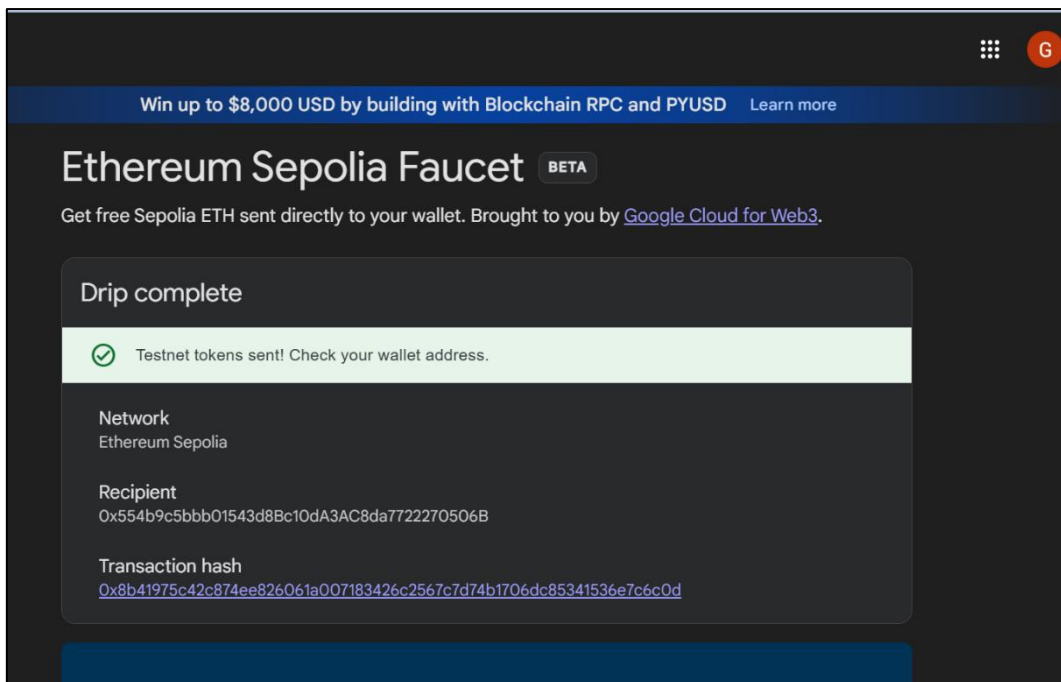 G
Win up to $8,000 USD by building with Blockchain RPC and PYUSD Learn more
Ethereum Sepolia Faucet BETA
Get free Sepolia ETH sent directly to your wallet. Brought to you by Google Cloud for Web3.
Drip complete
Testnet tokens sent! Check your wallet address.
Network
Ethereum Sepolia
Recipient
0x554b9c5bbb01543d8Bc10dA3AC8da7722270506B
Transaction hash
0x8b41975c42c874ee826061a007183426c2567c7d74b1706dc85341536e7c6c0d